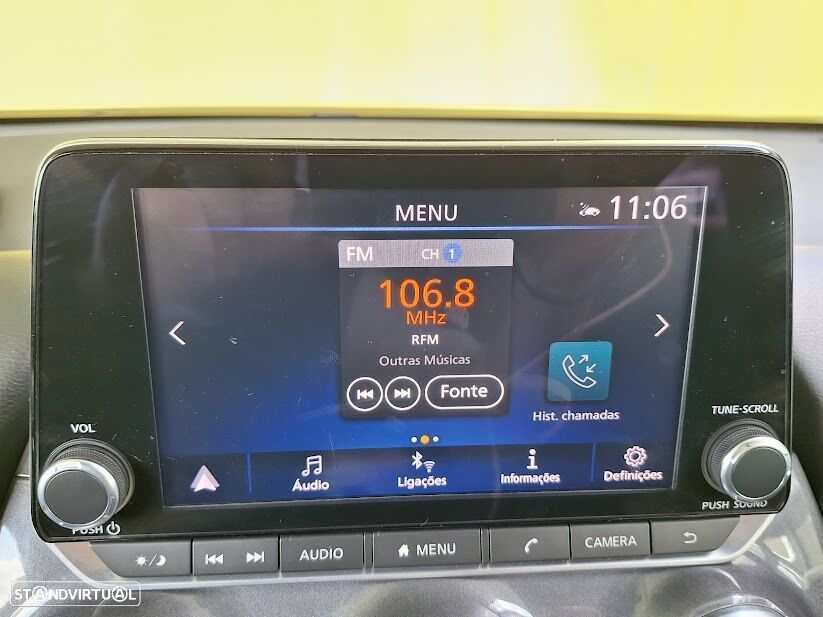 MENU
11:06
FM CH 1
106.8
MHz
RFM
Outras Músicas
Fonte
Hist. chamadas
VOL
TUNE-SCROLL
Áudio
Ligações
Informações
Definições
PUSH
PUSH SOUND
AUDIO
MENU
CAMERA
STANDVIRTUAL